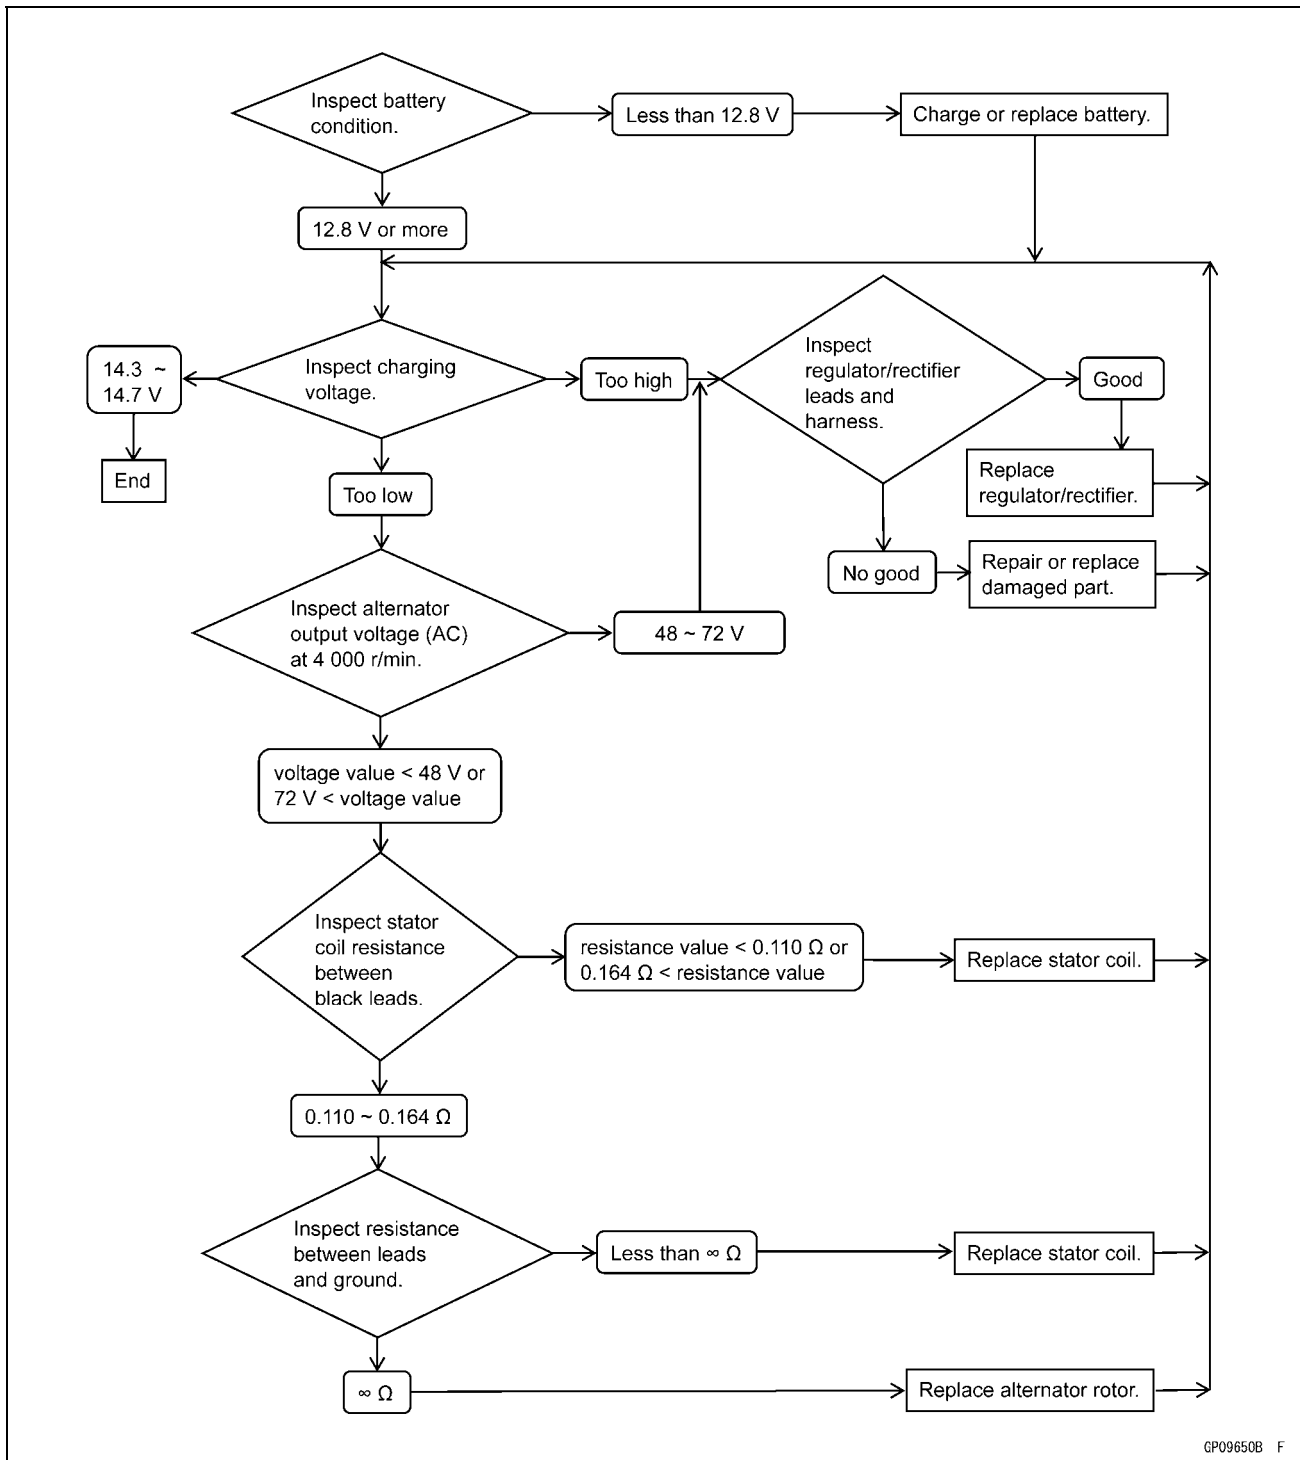 Inspect battery
condition.
Less than 12.8 V
Charge or replace battery.
12.8 V or more
Inspect charging
voltage.
14.3 ~
14.7 V
End
Too high
Inspect
regulator/rectifier
leads and
harness.
Good
Replace
regulator/rectifier.
No good
Repair or replace
damaged part.
Too low
Inspect alternator
output voltage (AC)
at 4 000 r/min.
48 ~ 72 V
voltage value < 48 V or
72 V < voltage value
Inspect stator
coil resistance
between
black leads.
resistance value < 0.110 Ω or
0.164 Ω < resistance value
Replace stator coil.
0.110 ~ 0.164 Ω
Inspect resistance
between leads
and ground.
Less than ∞ Ω
Replace stator coil.
∞ Ω
Replace alternator rotor.
GP09650B F